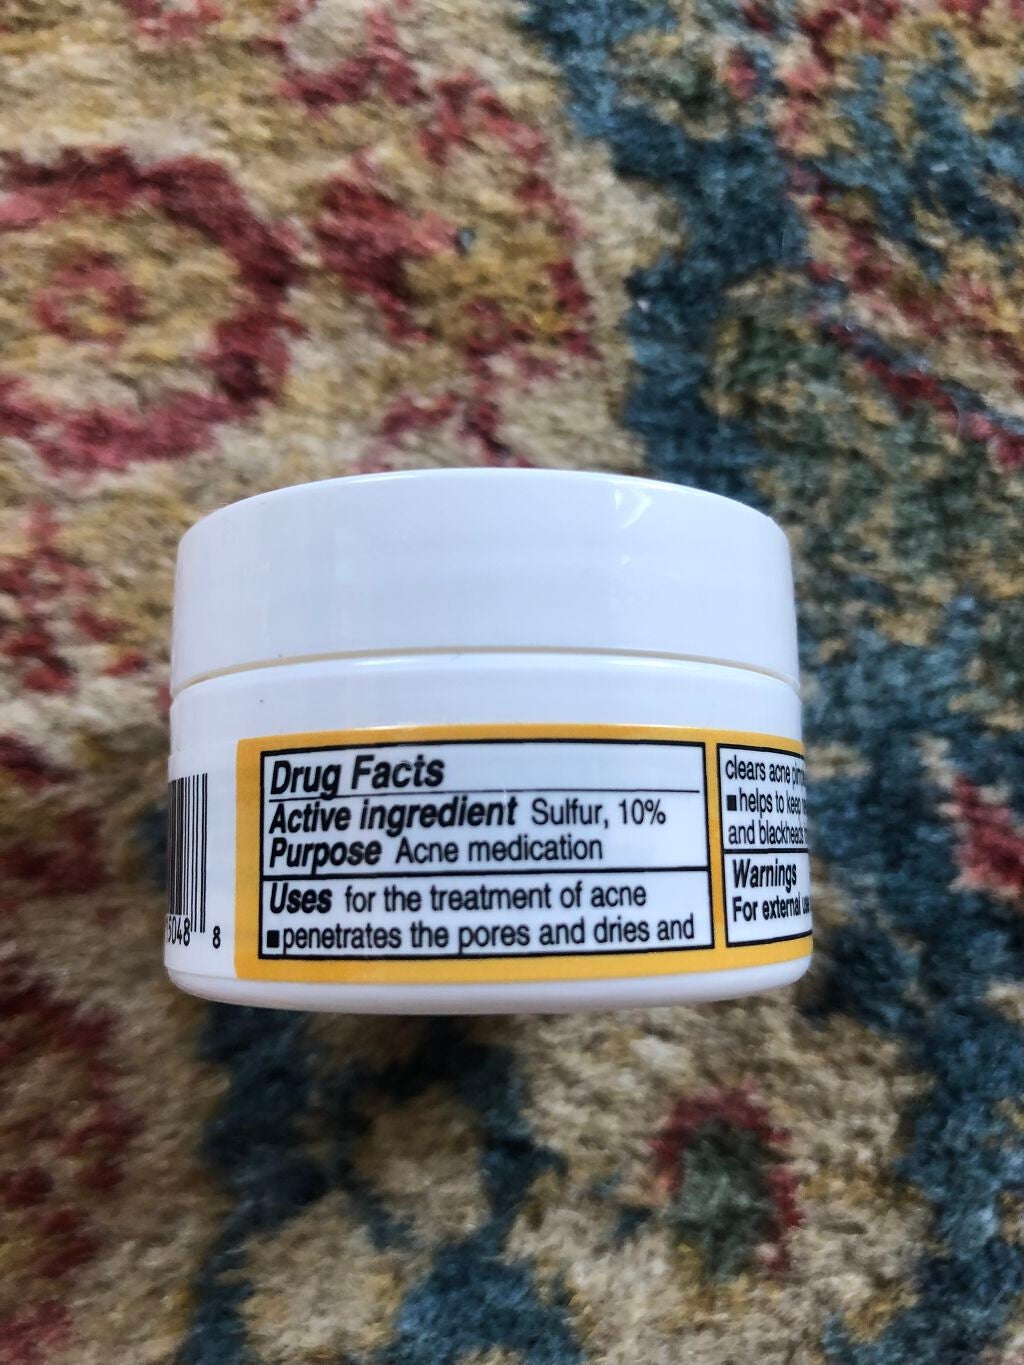 Drug Facts
Active ingredient Sulfur, 10%
Purpose Acne medication
Uses for the treatment of acne
■penetrates the pores and dries and
clears acne
■helps to keep
and blackheads
Warnings
For external
8